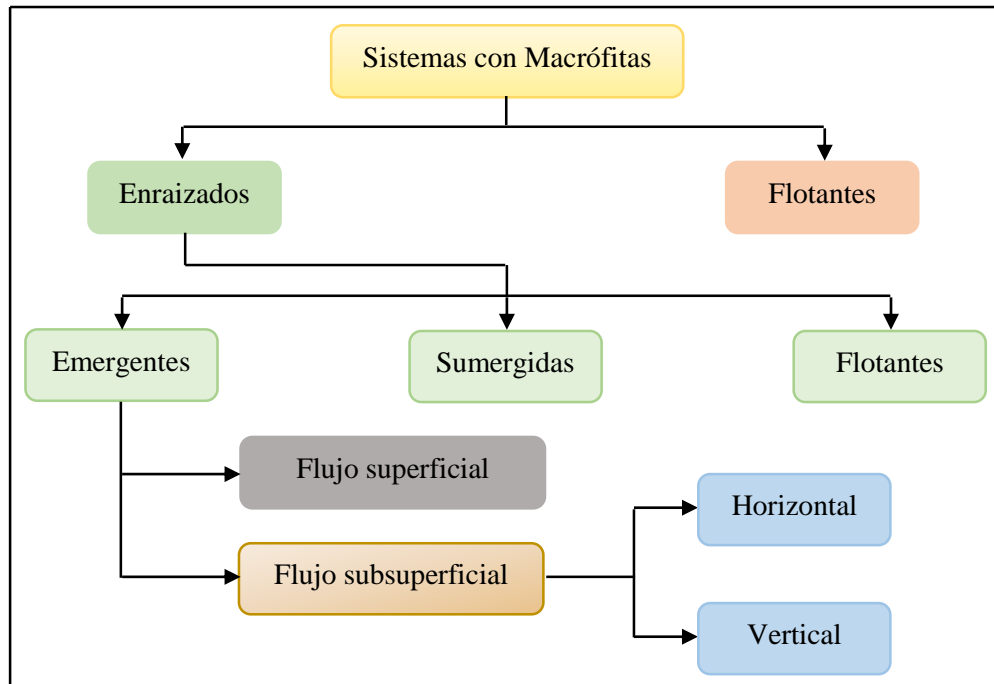 Sistemas con Macrófitas
Enraizados
Flotantes
Emergentes
Sumergidas
Flotantes
Flujo superficial
Horizontal
Flujo subsuperficial
Vertical